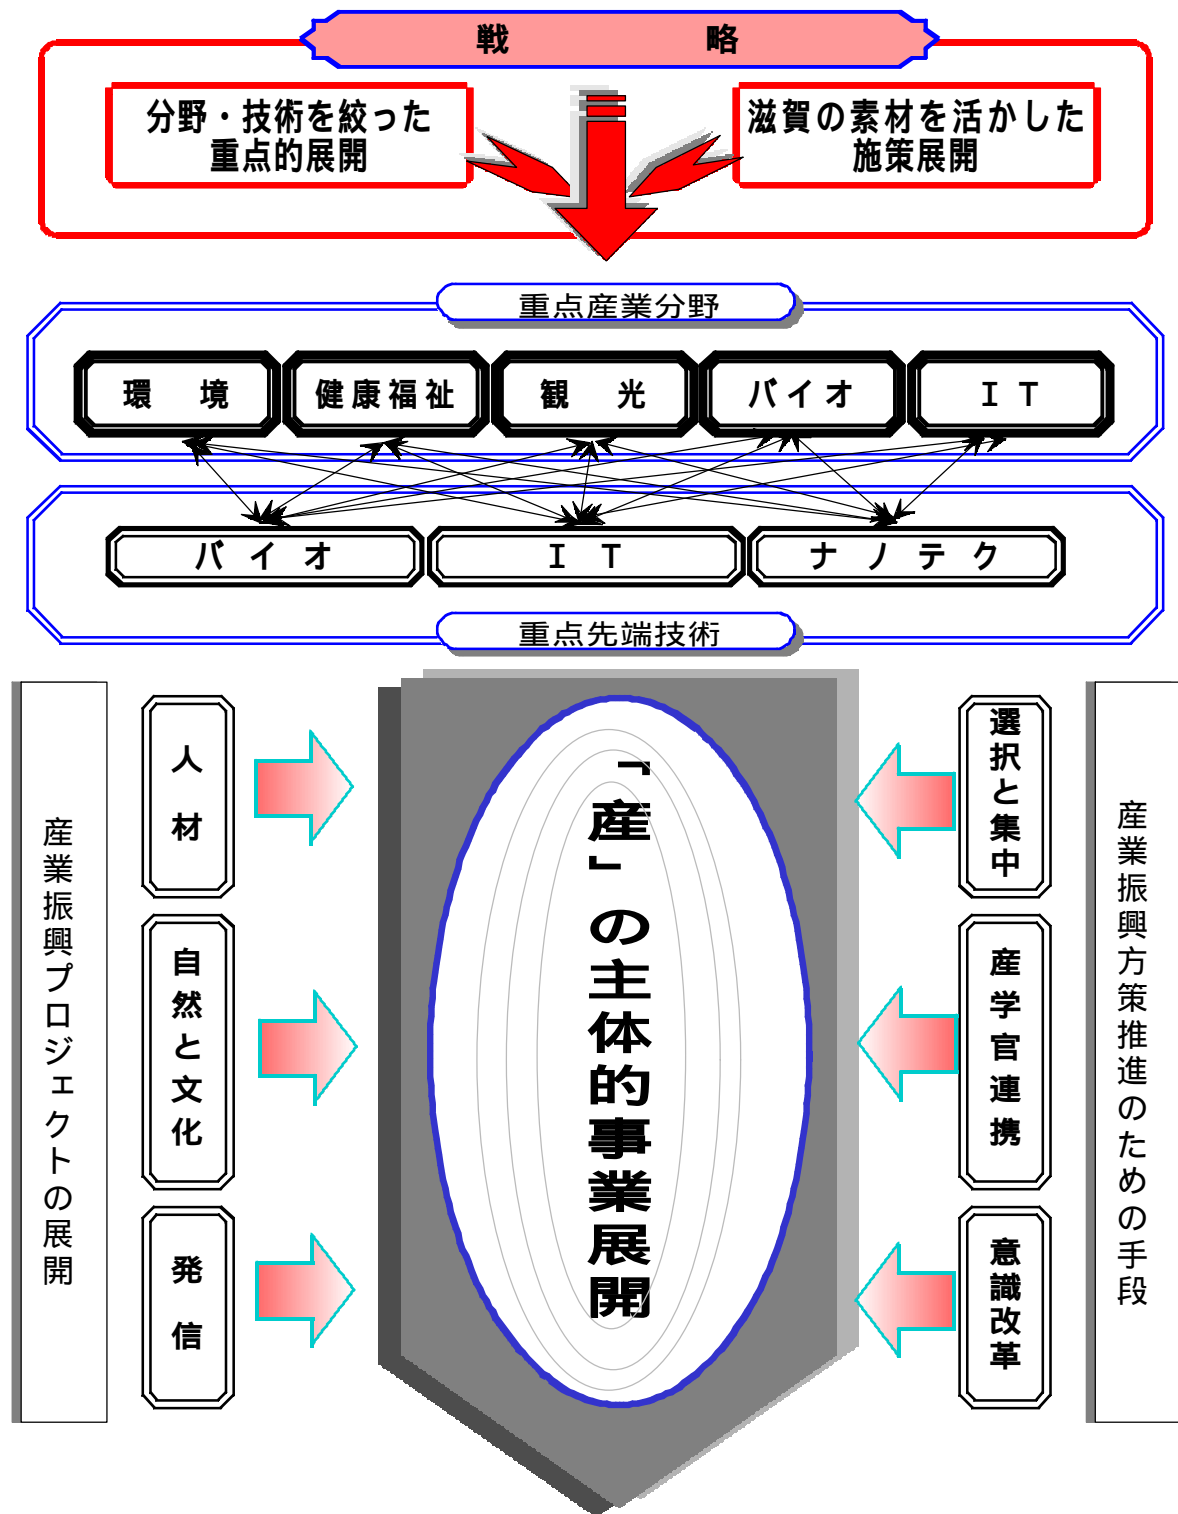 戦　略
分野・技術を絞った
重点的展開
滋賀の素材を活かした
施策展開
重点産業分野
環　境
健康福祉
観　光
バイオ
ＩＴ
バイオ
ＩＴ
ナノテク
重点先端技術
産業振興プロジェクトの展開
人材
自然と文化
発信
「産」の主体的事業展開
選択と集中
産学官連携
意識改革
産業振興方策推進のための手段